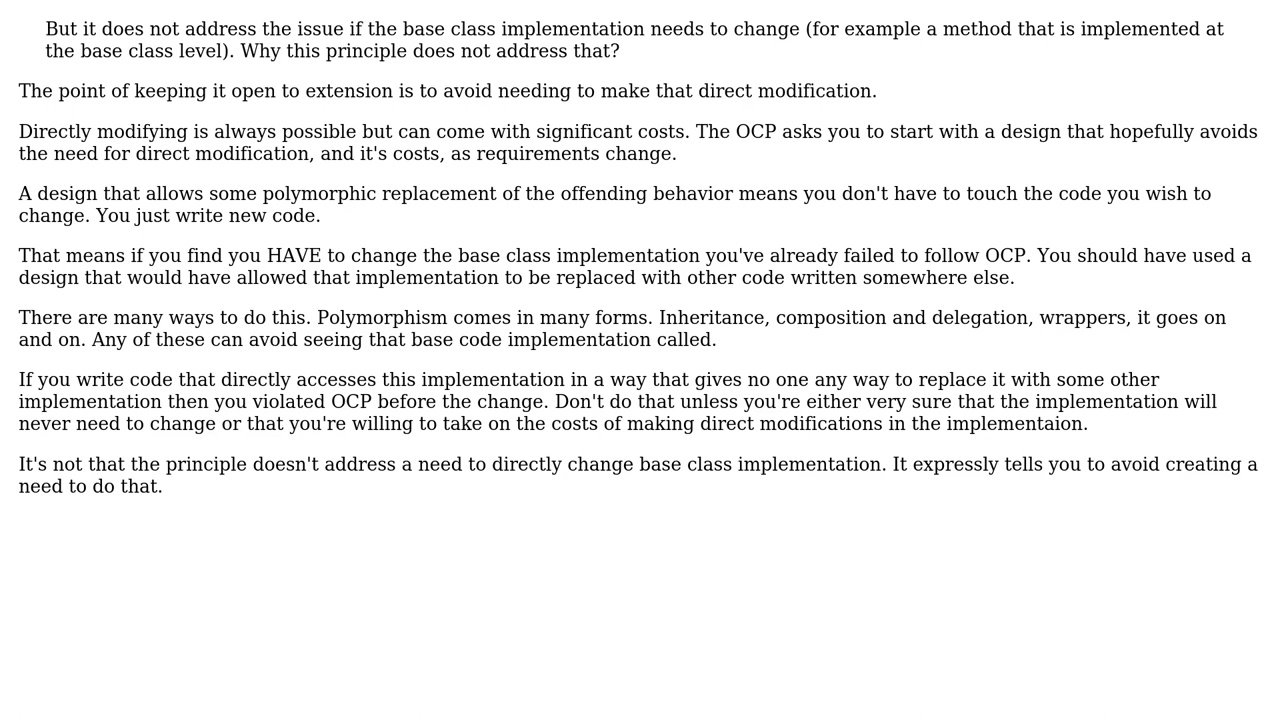 But it does not address the issue if the base class implementation needs to change (for example a method that is implemented at
the base class level). Why this principle does not address that?
The point of keeping it open to extension is to avoid needing to make that direct modification.
Directly modifying is always possible but can come with significant costs. The OCP asks you to start with a design that hopefully avoids
the need for direct modification, and it's costs, as requirements change.
A design that allows some polymorphic replacement of the offending behavior means you don't have to touch the code you wish to
change. You just write new code.
That means if you find you HAVE to change the base class implementation you've already failed to follow OCP. You should have used a
design that would have allowed that implementation to be replaced with other code written somewhere else.
There are many ways to do this. Polymorphism comes in many forms. Inheritance, composition and delegation, wrappers, it goes on
and on. Any of these can avoid seeing that base code implementation called.
If you write code that directly accesses this implementation in a way that gives no one any way to replace it with some other
implementation then you violated OCP before the change. Don't do that unless you're either very sure that the implementation will
never need to change or that you're willing to take on the costs of making direct modifications in the implementaion.
It's not that the principle doesn't address a need to directly change base class implementation. It expressly tells you to avoid creating a
need to do that.